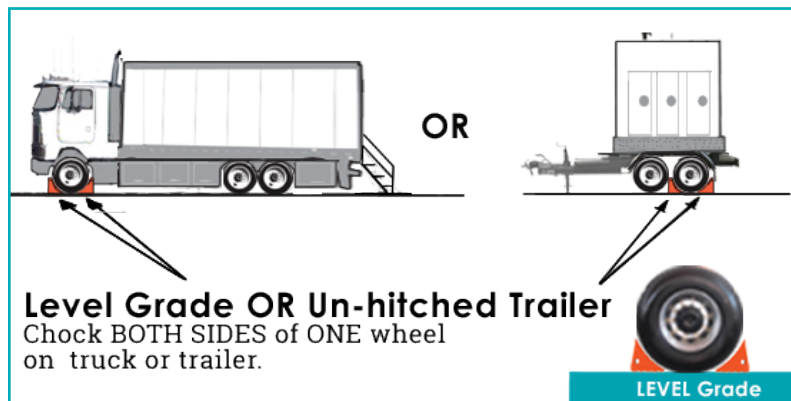 OR
Level Grade OR Un-hitched Trailer
Chock BOTH SIDES of ONE wheel
on truck or trailer.
LEVEL Grade